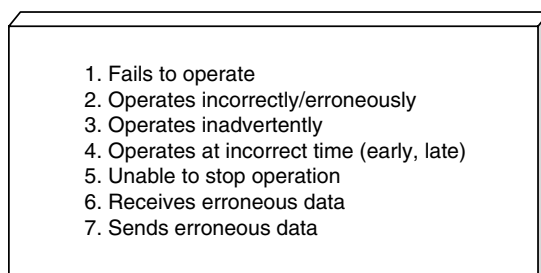 1. Fails to operate
2. Operates incorrectly/erroneously
3. Operates inadvertently
4. Operates at incorrect time (early, late)
5. Unable to stop operation
6. Receives erroneous data
7. Sends erroneous data